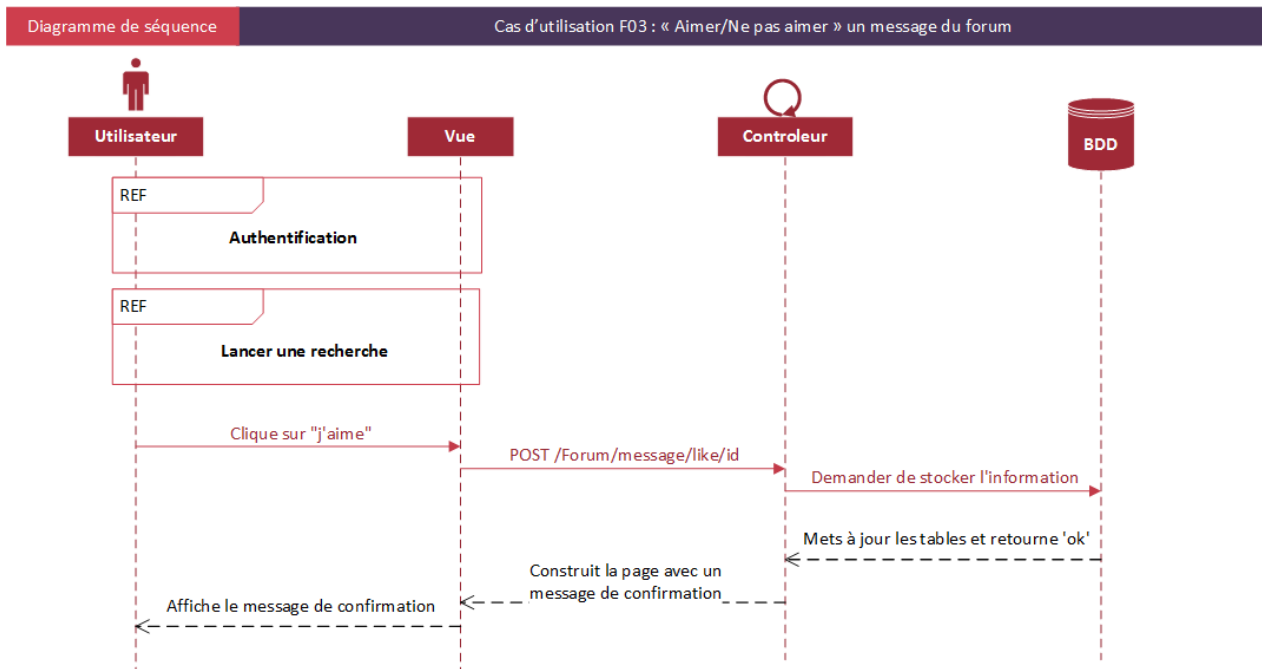 Diagramme de séquence
Cas d'utilisation F03 : « Aimer/Ne pas aimer » un message du forum
Utilisateur
Vue
Controleur
BDD
REF
Authentification
REF
Lancer une recherche
Clique sur "j'aime"
POST /Forum/message/like/id
Demander de stocker l'information
Mets à jour les tables et retourne 'ok'
Construit la page avec un
message de confirmation
Affiche le message de confirmation